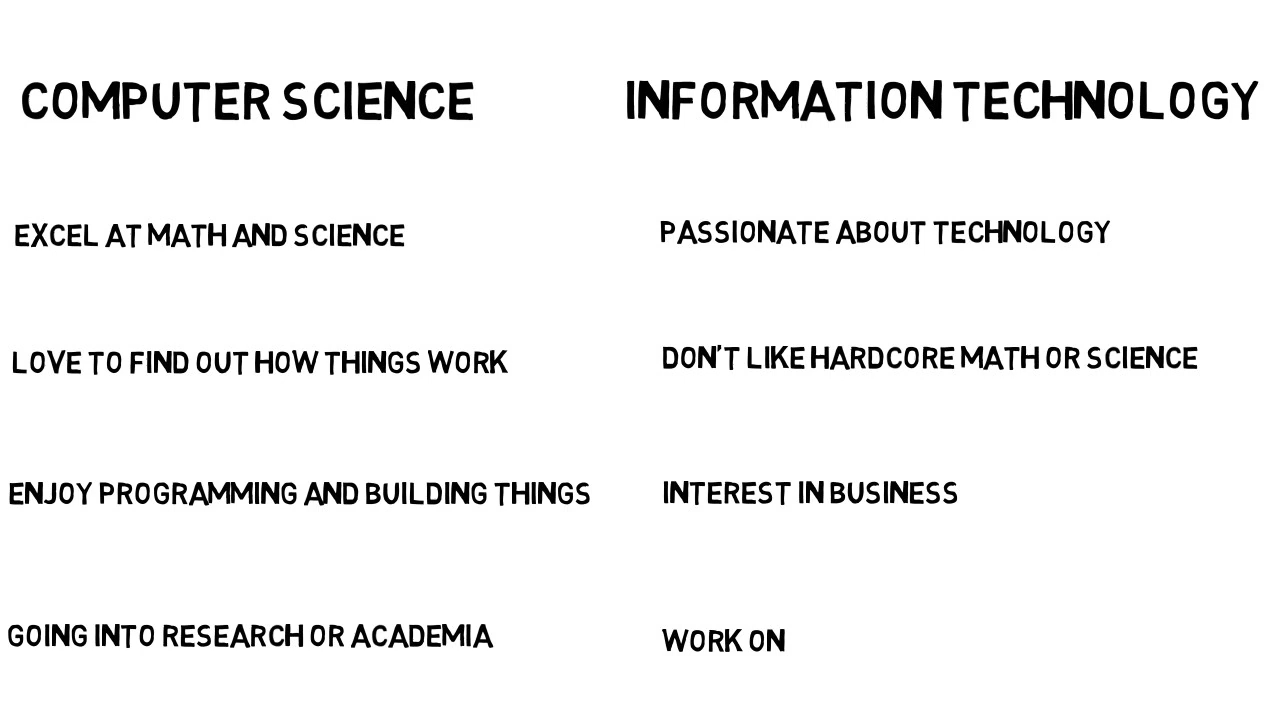 COMPUTER SCIENCE
EXCEL AT MATH AND SCIENCE
LOVE TO FIND OUT HOW THINGS WORK
ENJOY PROGRAMMING AND BUILDING THINGS
GOING INTO RESEARCH OR ACADEMIA
INFORMATION TECHNOLOGY
PASSIONATE ABOUT TECHNOLOGY
DON'T LIKE HARDCORE MATH OR SCIENCE
INTEREST IN BUSINESS
WORK ON